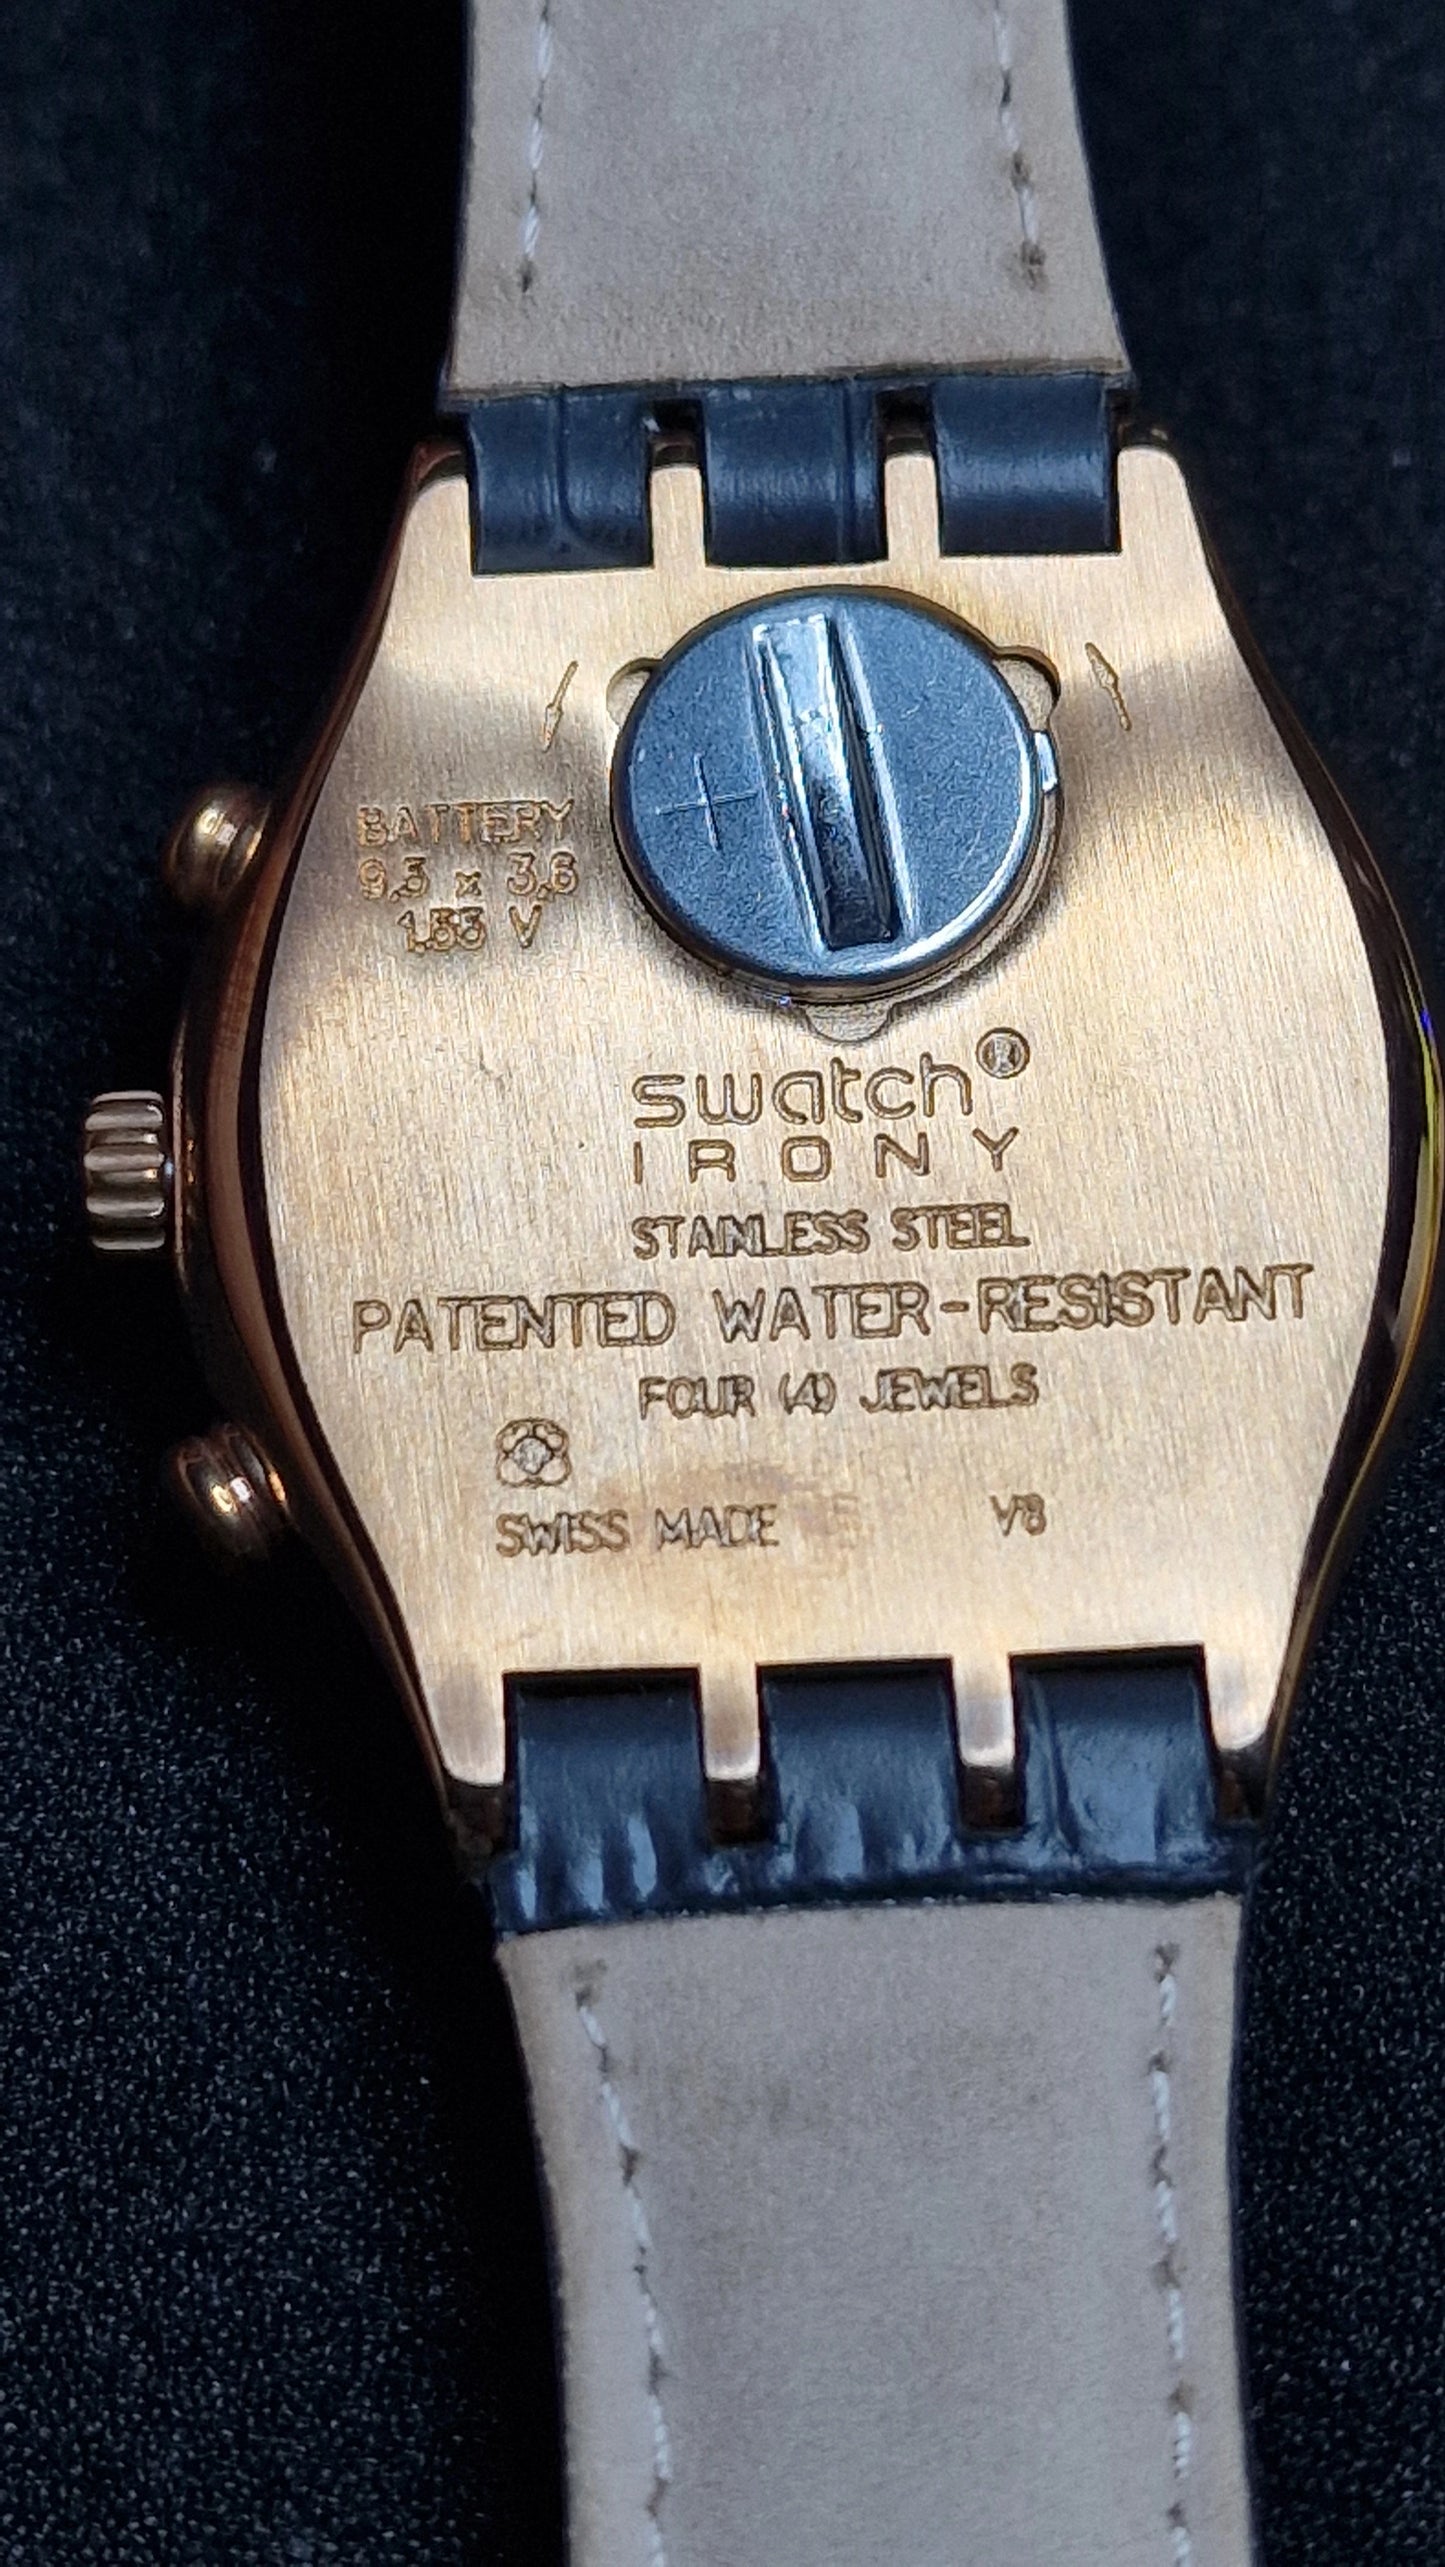 +
BATTERY
9.3 x 3.6
1.55 V
swatch®
IRONY
STAINLESS STEEL
PATENTED WATER-RESISTANT
FOUR (4) JEWELS
SWISS MADE V8